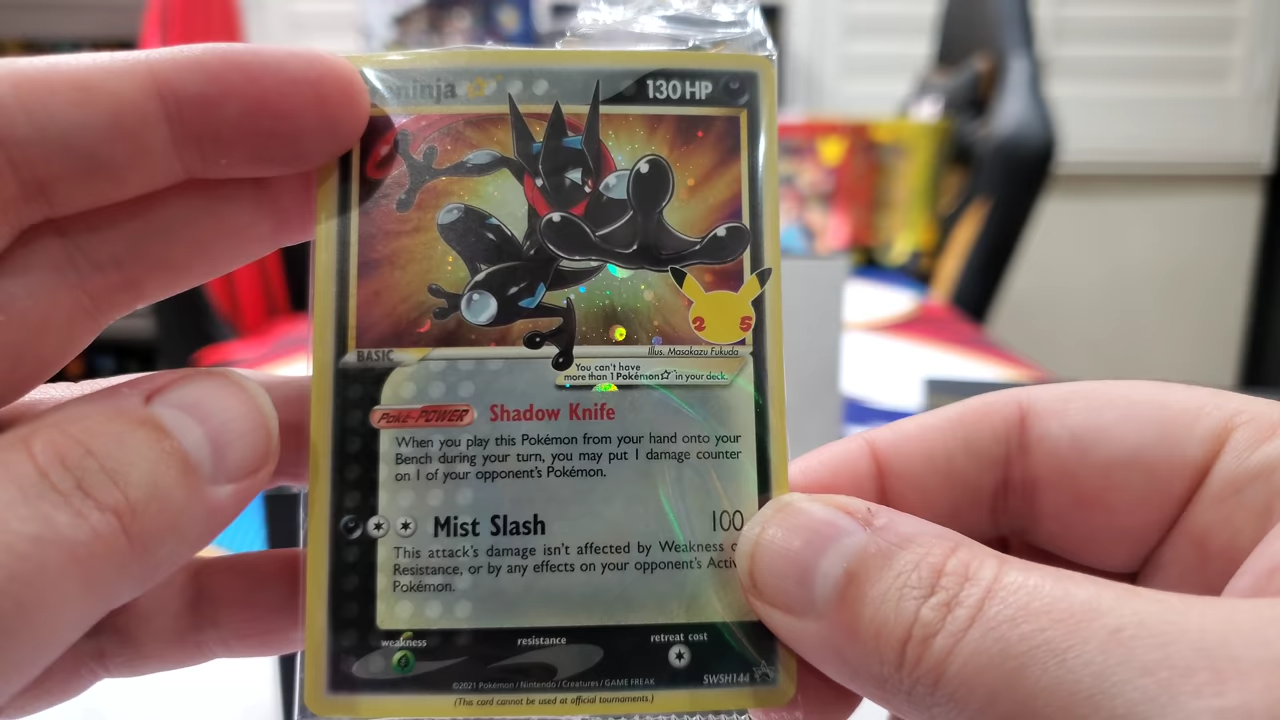 ninja ☆ 130 HP
25
BASIC
Illus. Masakazu Fukuda
You can't have
more than 1 Pokémon☆ in your deck.
Poké-POWER Shadow Knife
When you play this Pokémon from your hand onto your
Bench during your turn, you may put 1 damage counter
on 1 of your opponent's Pokémon.
Mist Slash 100
This attack's damage isn't affected by Weakness
Resistance, or by any effects on your opponent's Activ
Pokémon.
weakness resistance retreat cost
©2021 Pokémon / Nintendo / Creatures / GAME FREAK SWSH144
(This card cannot be used at official tournaments.)